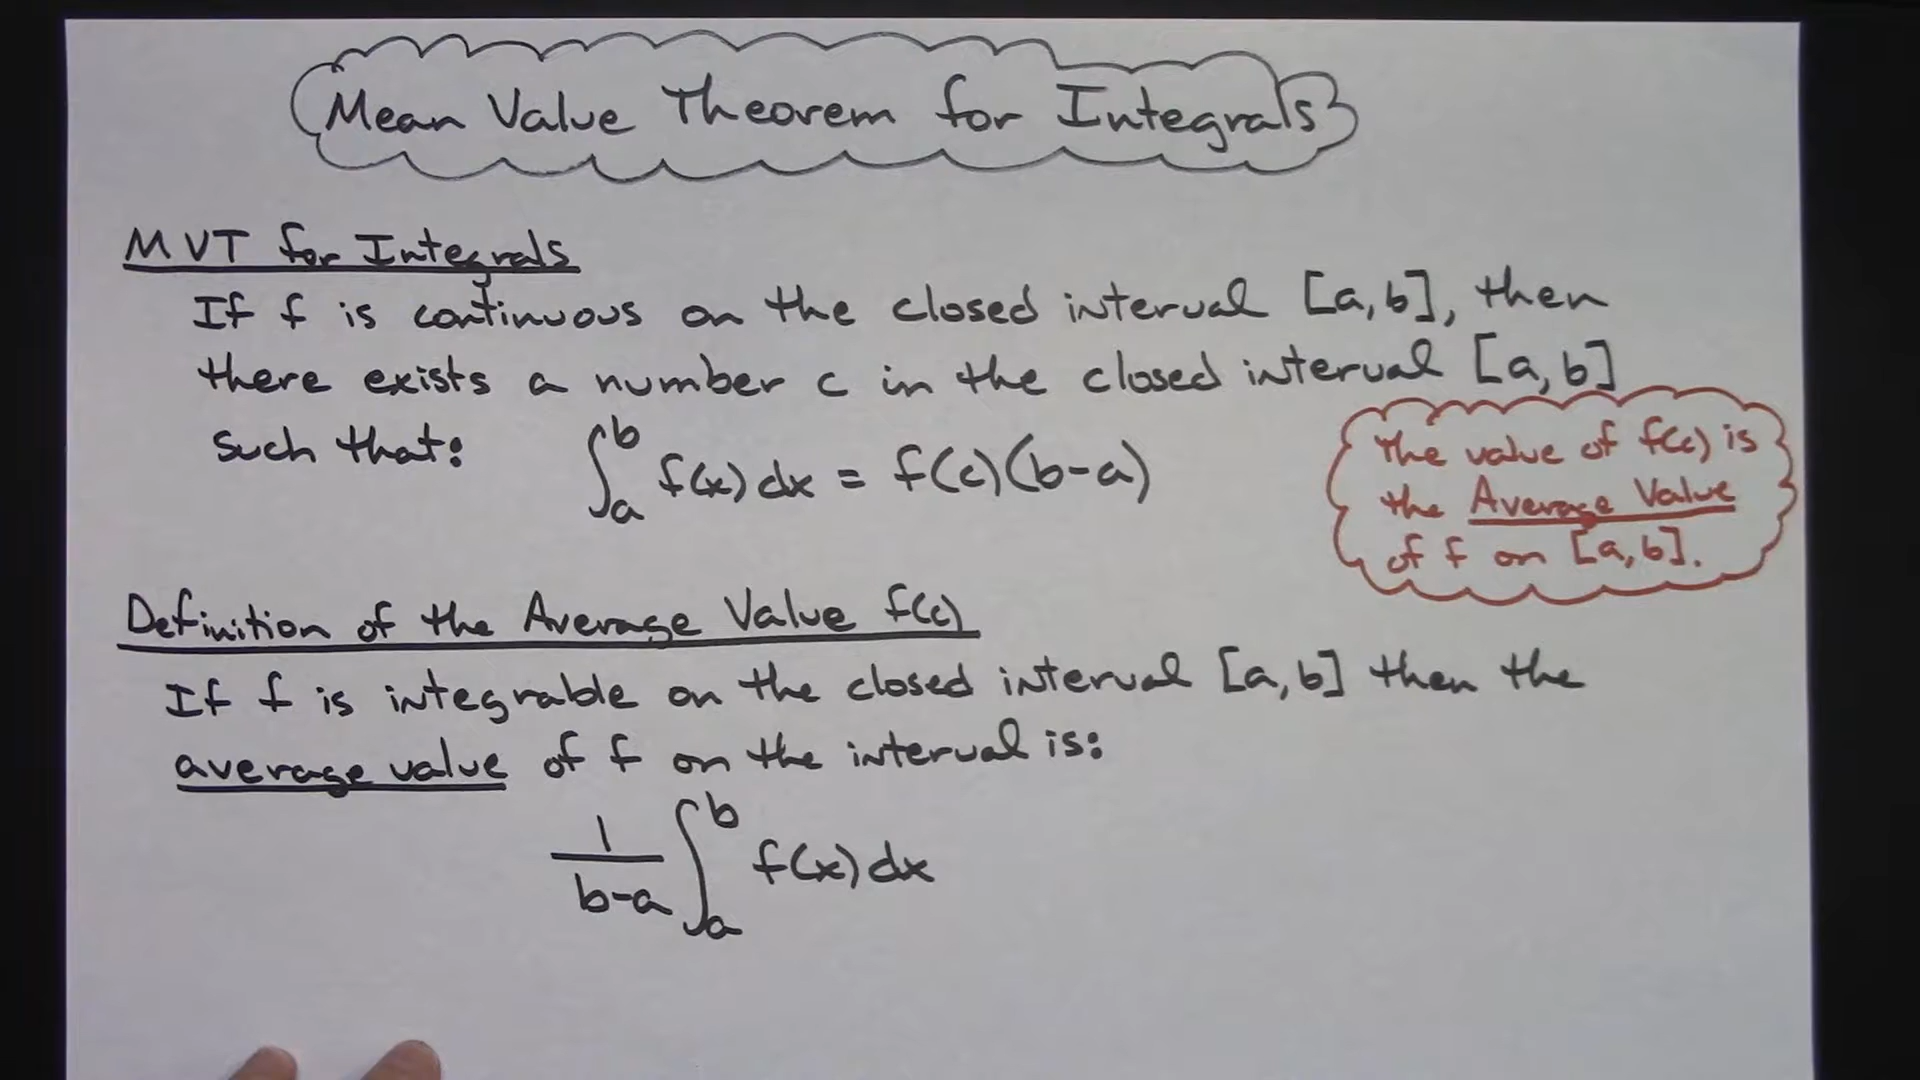 Mean Value Theorem for Integrals
MVT for Integrals
If f is continuous on the closed interval [a,b], then
there exists a number c in the closed interval [a,b]
such that: ∫_a^b f(x)dx = f(c)(b-a)
The value of f(c) is
the Average Value
of f on [a,b].
Definition of the Average Value f(c)
If f is integrable on the closed interval [a,b] then the
average value of f on the interval is:
1/(b-a) ∫_a^b f(x)dx